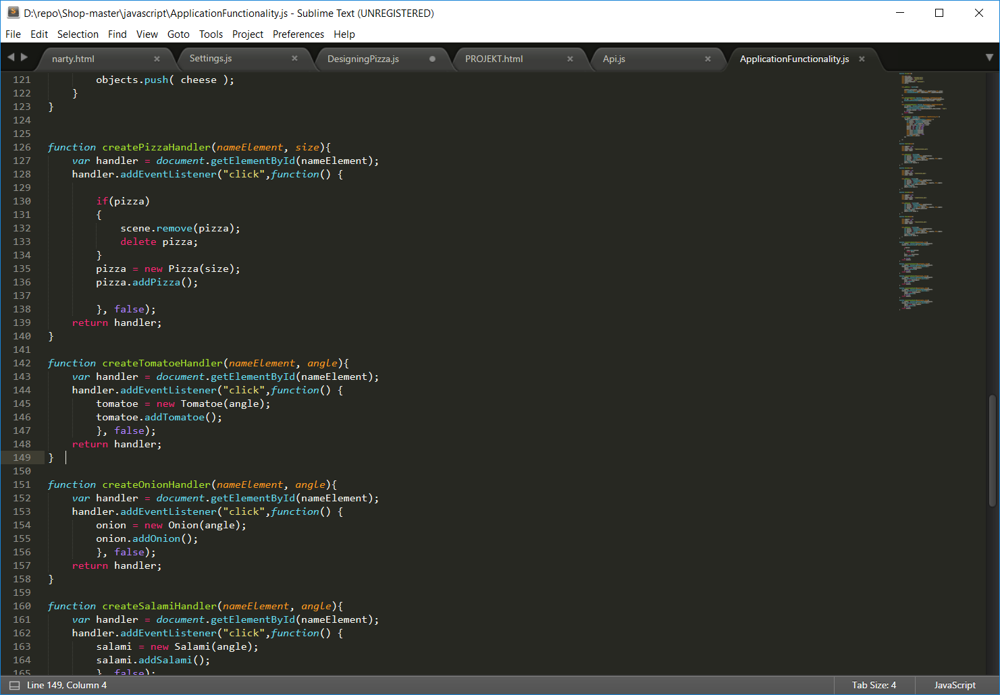 D:\repo\Shop-master\javascript\ApplicationFunctionality.js - Sublime Text (UNREGISTERED)
File Edit Selection Find View Goto Tools Project Preferences Help
narty.html Settings.js DesigningPizza.js PROJEKT.html Api.js ApplicationFunctionality.js
121         objects.push( cheese );
122     }
123 }
124
125
126 function createPizzaHandler(nameElement, size){
127     var handler = document.getElementById(nameElement);
128     handler.addEventListener("click",function() {
129
130         if(pizza)
131         {
132             scene.remove(pizza);
133             delete pizza;
134         }
135         pizza = new Pizza(size);
136         pizza.addPizza();
137
138         }, false);
139     return handler;
140 }
141
142 function createTomatoeHandler(nameElement, angle){
143     var handler = document.getElementById(nameElement);
144     handler.addEventListener("click",function() {
145         tomatoe = new Tomatoe(angle);
146         tomatoe.addTomatoe();
147         }, false);
148     return handler;
149 }
150
151 function createOnionHandler(nameElement, angle){
152     var handler = document.getElementById(nameElement);
153     handler.addEventListener("click",function() {
154         onion = new Onion(angle);
155         onion.addOnion();
156         }, false);
157     return handler;
158 }
159
160 function createSalamiHandler(nameElement, angle){
161     var handler = document.getElementById(nameElement);
162     handler.addEventListener("click",function() {
163         salami = new Salami(angle);
164         salami.addSalami();
165         }, false);
Line 149, Column 4 Tab Size: 4 JavaScript